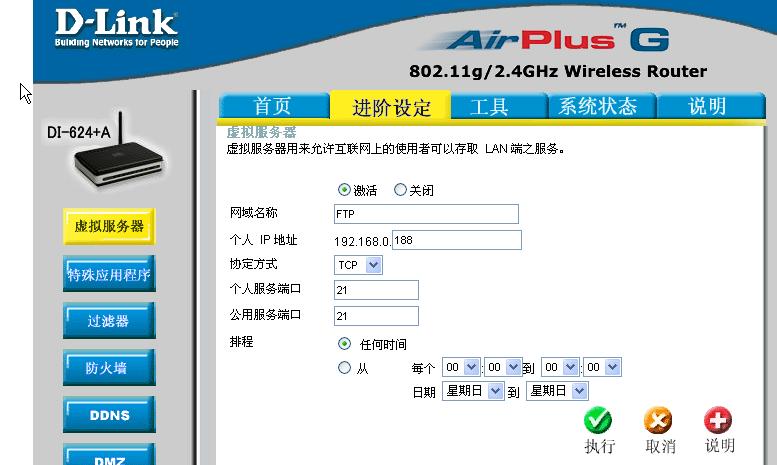 D-Link
Building Networks for People
AirPlus™ G
802.11g/2.4GHz Wireless Router
DI-624+A
首页 进阶设定 工具 系统状态 说明
虚拟服务器
虚拟服务器用来允许互联网上的使用者可以存取 LAN 端之服务。
激活 关闭
网域名称 FTP
个人 IP 地址 192.168.0. 188
协定方式 TCP
个人服务端口 21
公用服务端口 21
排程 任何时间
从 每个 00 : 00 到 00 : 00
日期 星期日 到 星期日
执行 取消 说明
虚拟服务器
特殊应用程序
过滤器
防火墙
DDNS
DMZ